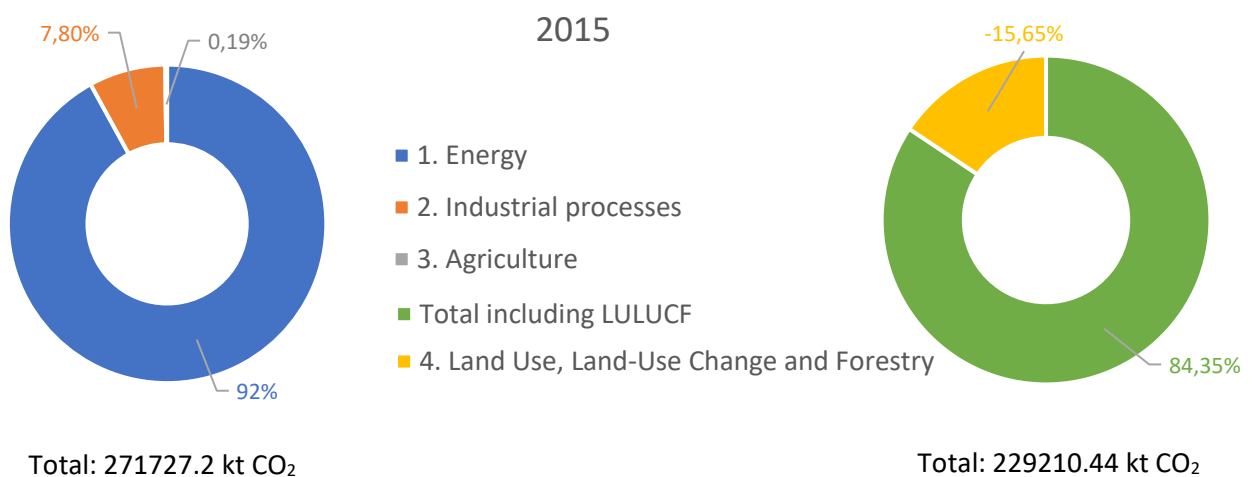 2015
7,80%
0,19%
92%
1. Energy
2. Industrial processes
3. Agriculture
Total including LULUCF
4. Land Use, Land-Use Change and Forestry
-15,65%
84,35%
Total: 271727.2 kt CO₂
Total: 229210.44 kt CO₂